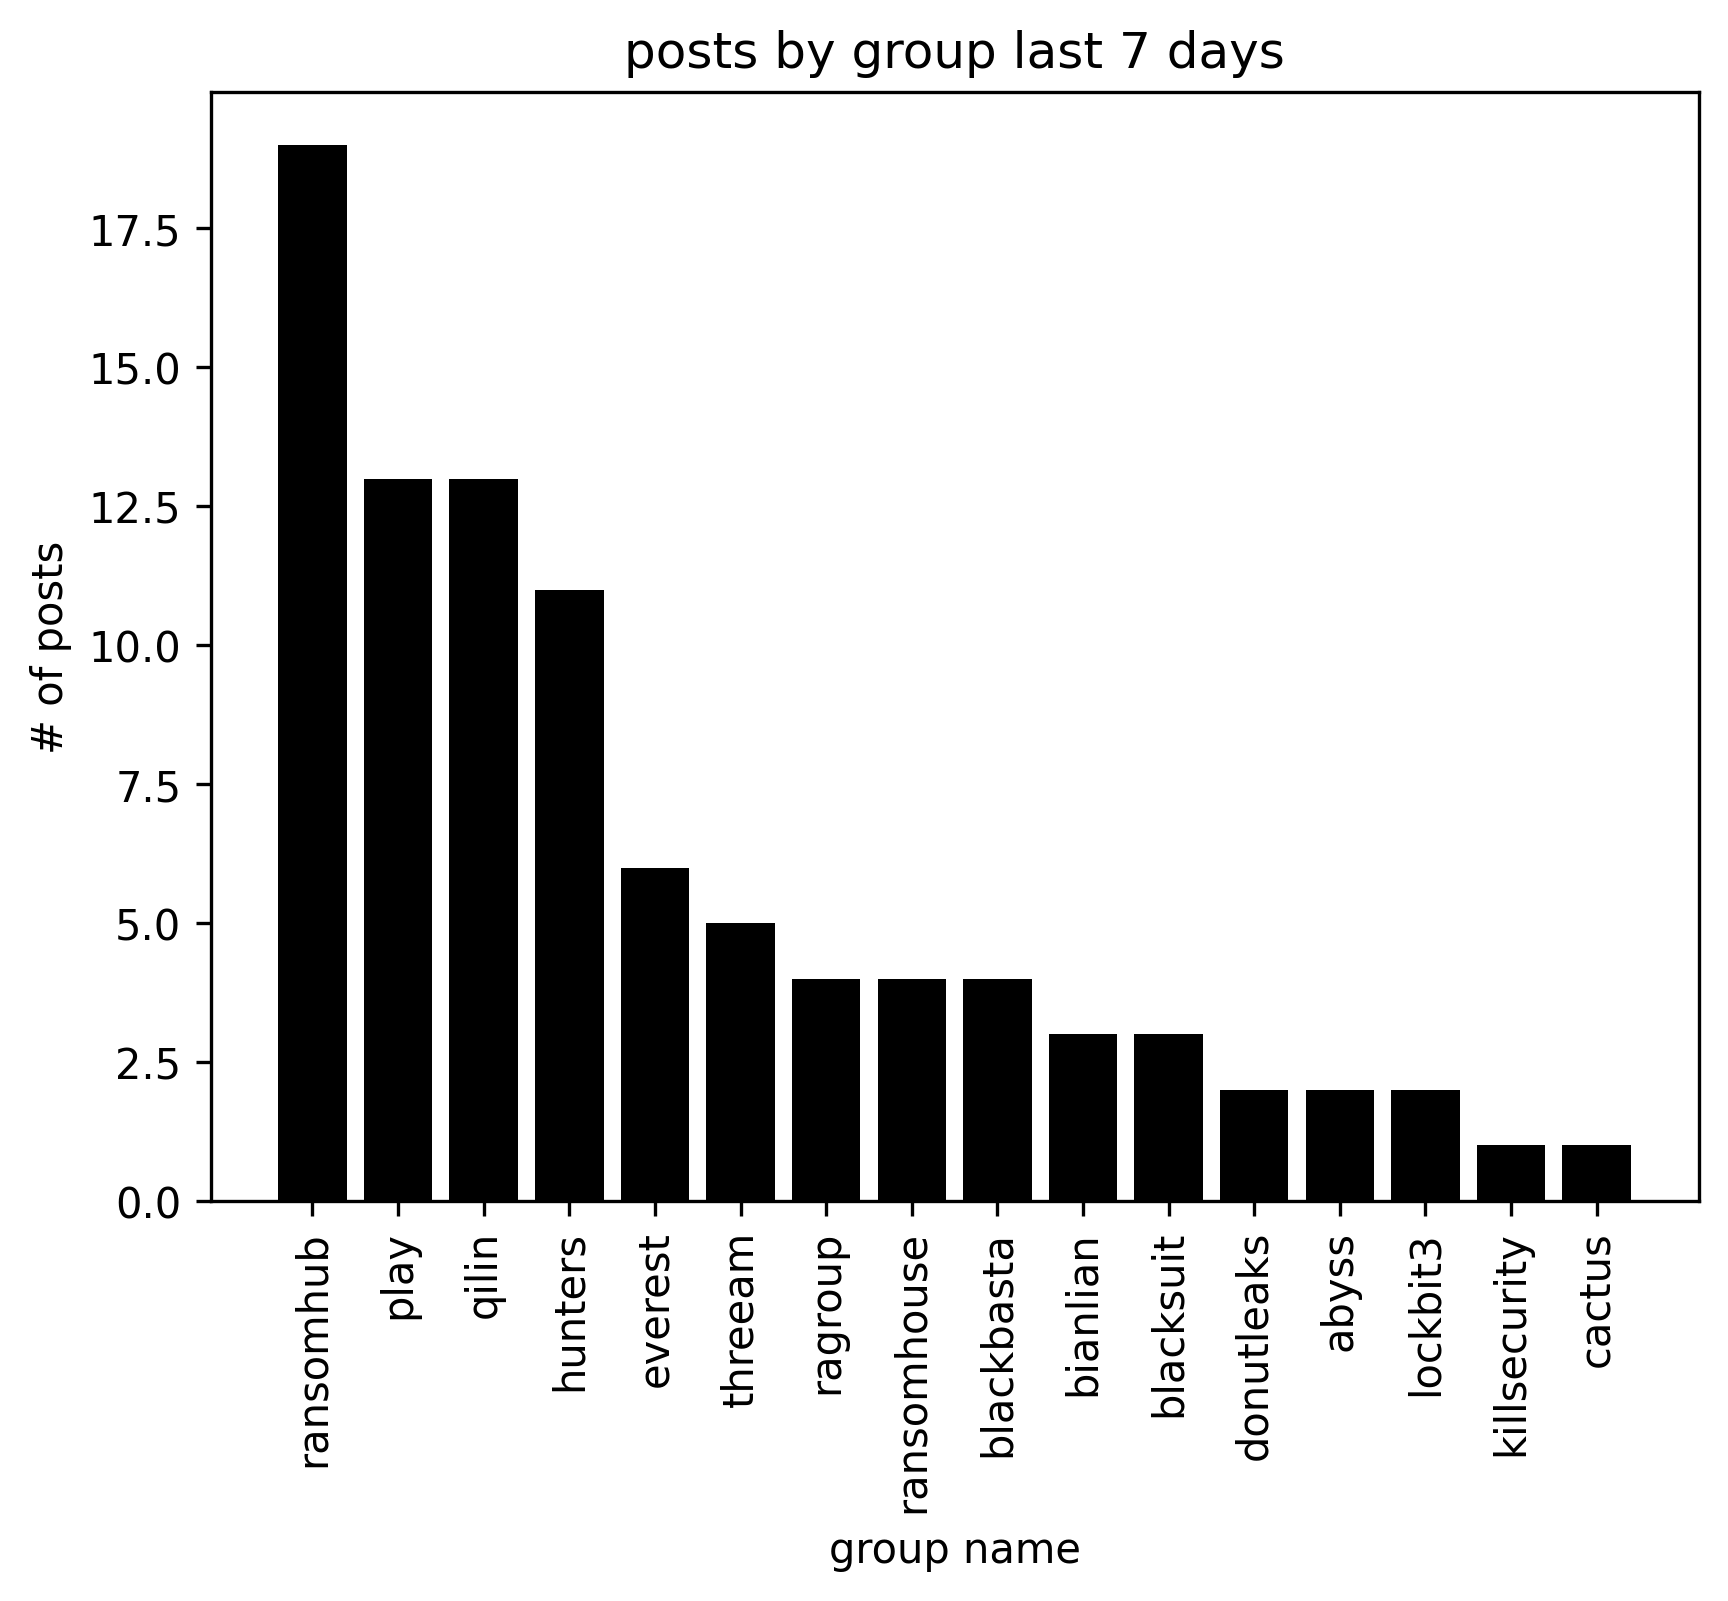 posts by group last 7 days
# of posts
17.5
15.0
12.5
10.0
7.5
5.0
2.5
0.0
ransomhub
play
qilin
hunters
everest
threeam
ragroup
ransomhouse
blackbasta
bianlian
blacksuit
donutleaks
abyss
lockbit3
killsecurity
cactus
group name